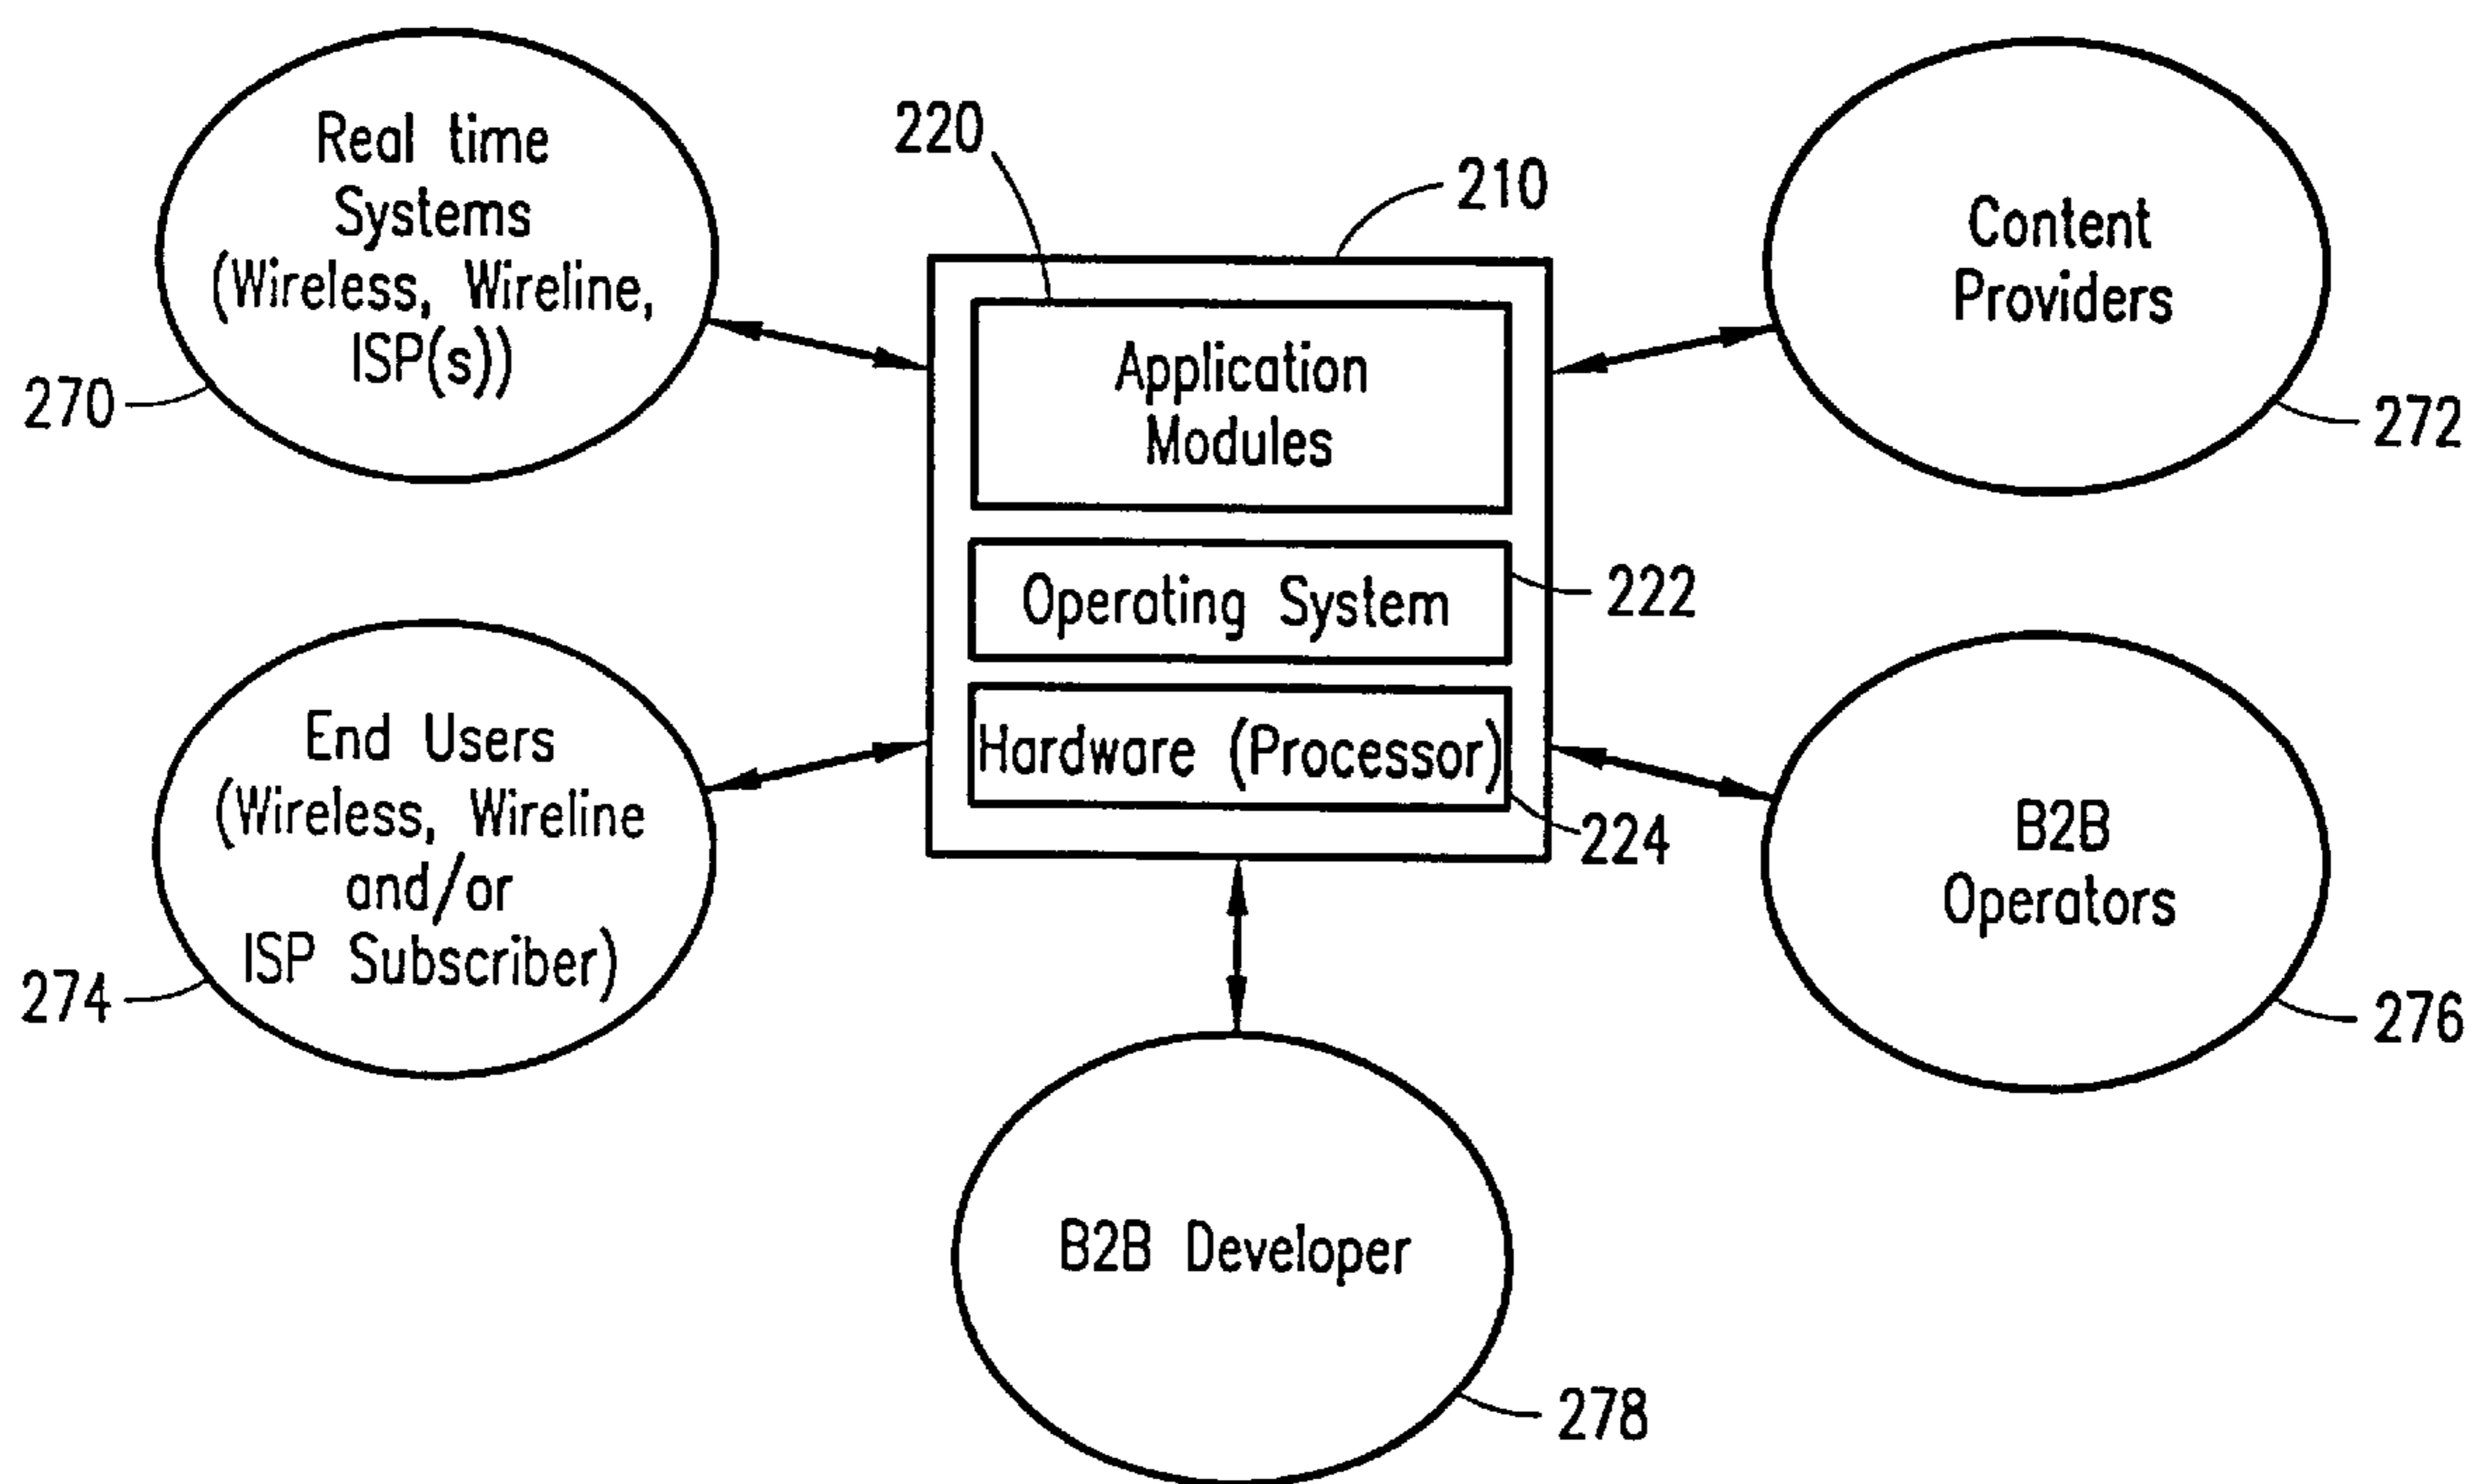 Real time
Systems
(Wireless, Wireline,
ISP(s))
270
220
210
Content
Providers
272
Application
Modules
Operating System
222
Hardware (Processor)
224
End Users
(Wireless, Wireline
and/or
ISP Subscriber)
274
B2B
Operators
276
B2B Developer
278